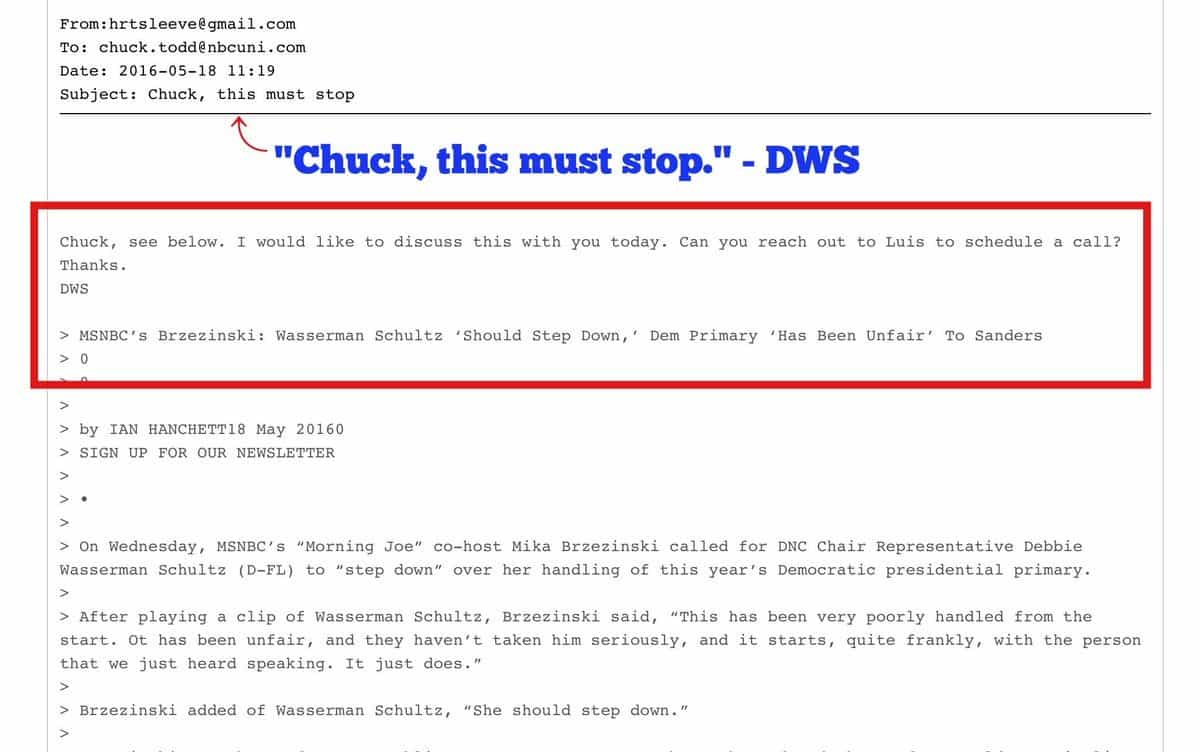 From:hrtsleeve@gmail.com
To: chuck.todd@nbcuni.com
Date: 2016-05-18 11:19
Subject: Chuck, this must stop
"Chuck, this must stop." - DWS
Chuck, see below. I would like to discuss this with you today. Can you reach out to Luis to schedule a call?
Thanks.
DWS
> MSNBC’s Brzezinski: Wasserman Schultz ‘Should Step Down,’ Dem Primary ‘Has Been Unfair’ To Sanders
> 0
> 0
>
> by IAN HANCHETT18 May 20160
> SIGN UP FOR OUR NEWSLETTER
>
> •
>
> On Wednesday, MSNBC’s “Morning Joe” co-host Mika Brzezinski called for DNC Chair Representative Debbie
Wasserman Schultz (D-FL) to “step down” over her handling of this year’s Democratic presidential primary.
>
> After playing a clip of Wasserman Schultz, Brzezinski said, “This has been very poorly handled from the
start. Ot has been unfair, and they haven’t taken him seriously, and it starts, quite frankly, with the person
that we just heard speaking. It just does.”
>
> Brzezinski added of Wasserman Schultz, “She should step down.”
>